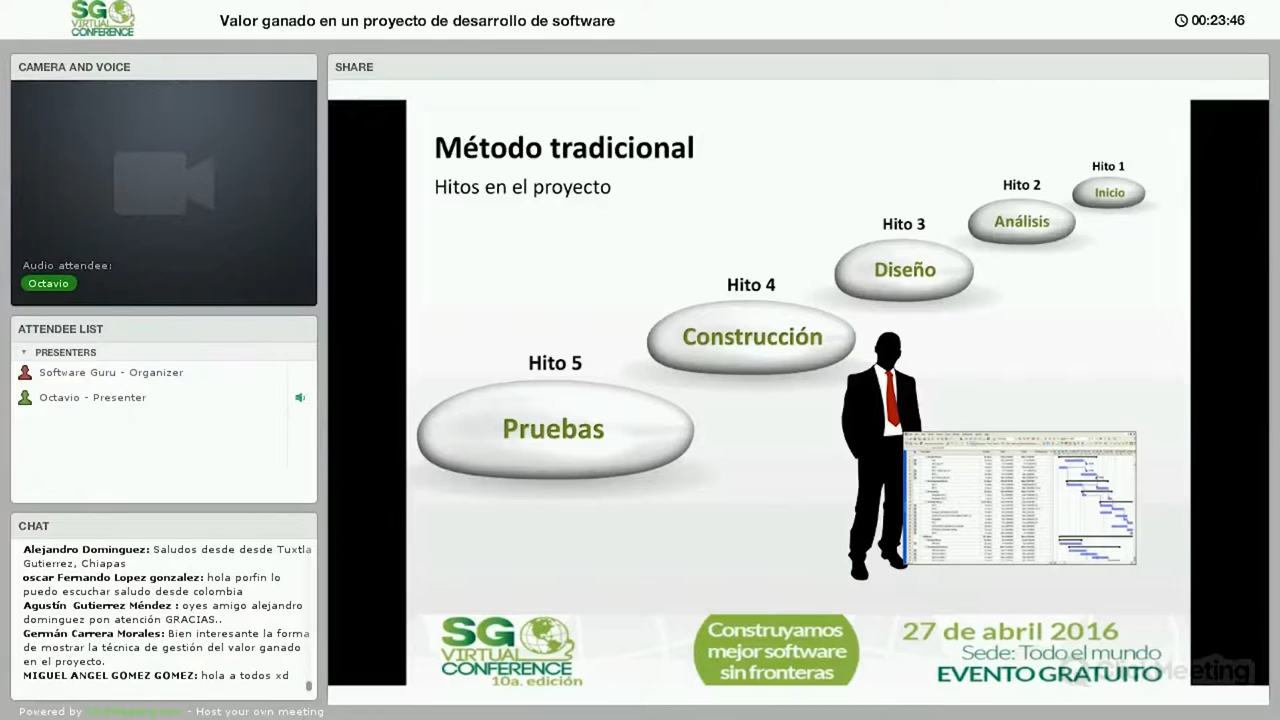 SG
VIRTUAL
CONFERENCE
Valor ganado en un proyecto de desarrollo de software
00:23:46
CAMERA AND VOICE
Audio attendee:
Octavio
ATTENDEE LIST
PRESENTERS
Software Guru - Organizer
Octavio - Presenter
CHAT
Alejandro Dominguez: Saludos desde desde
Gutierrez, Chiapas
oscar Fernando Lopez gonzalez: hola porfin lo
puedo escuchar saludo desde colombia
Agustín Gutierrez Méndez : oyes amigo alejandro
dominguez pon atención GRACIAS..
Germán Carrera Morales: Bien interesante la forma
de mostrar la técnica de gestión del valor ganado
en el proyecto.
MIGUEL ANGEL GOMEZ GOMEZ: hola a todos xd
Powered by ClickMeeting.com - Host your own meeting
SHARE
Método tradicional
Hitos en el proyecto
Hito 1
Inicio
Hito 2
Análisis
Hito 3
Diseño
Hito 4
Construcción
Hito 5
Pruebas
SG
VIRTUAL
CONFERENCE
10a. edición
Construyamos
mejor software
sin fronteras
27 de abril 2016
Sede: Todo el mundo
EVENTO GRATUITO
ClickMeeting